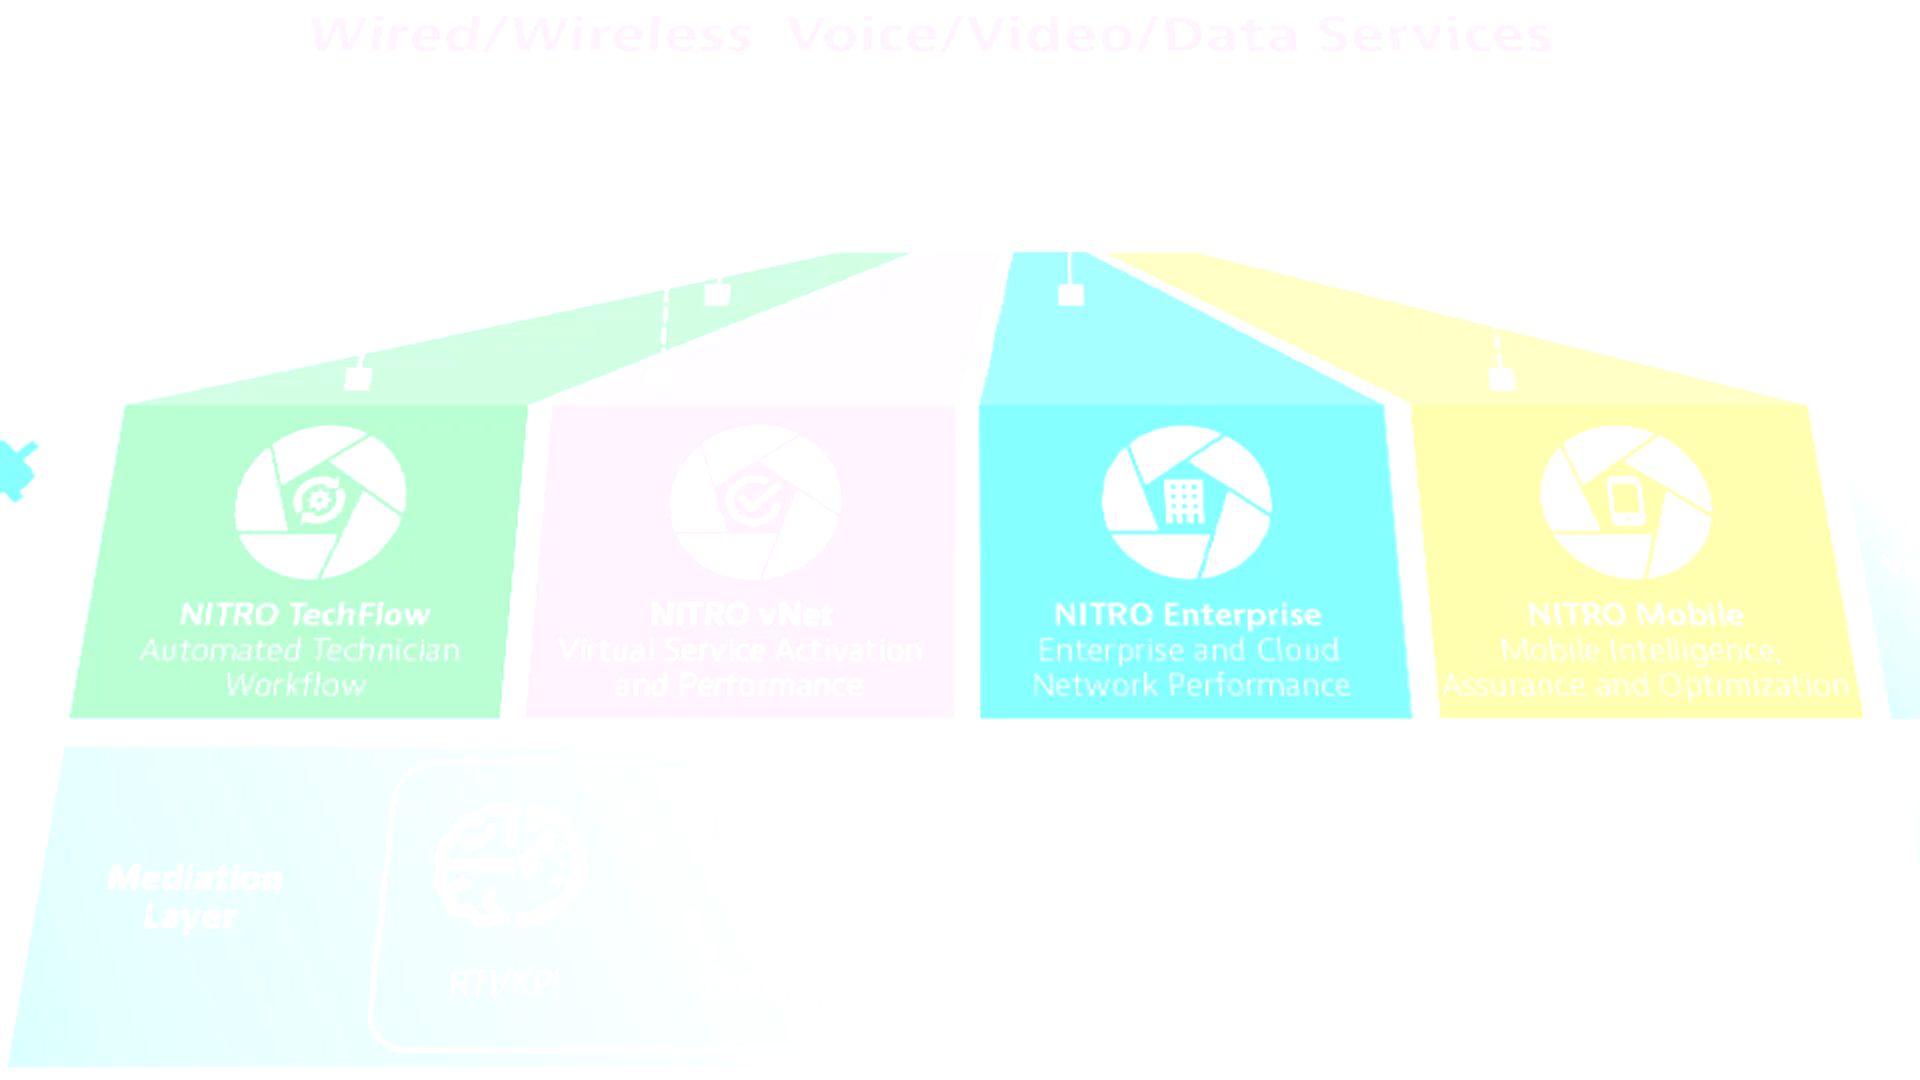 Wired/Wireless Voice/Video/Data Services
NITRO TechFlow
Automated Technician
Workflow
NITRO vNet
Virtual Service Activation
and Performance
NITRO Enterprise
Enterprise and Cloud
Network Performance
NITRO Mobile
Mobile Intelligence,
Assurance and Optimization
Mediation
Layer
RTI/KPI